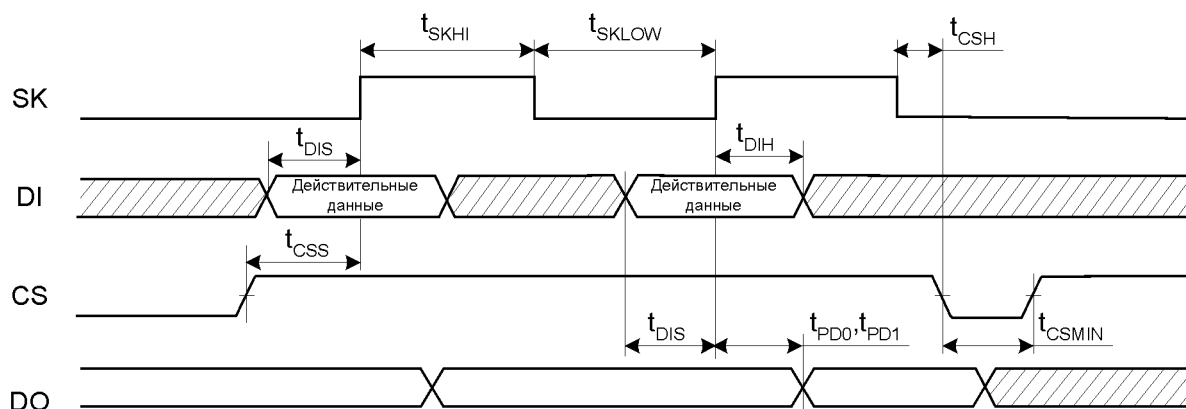 tSKHI
tSKLOW
tCSH
SK
tDIS
tDIH
DI
Действительные
данные
Действительные
данные
tCSS
CS
tDIS
tPD0,tPD1
tCSMIN
DO